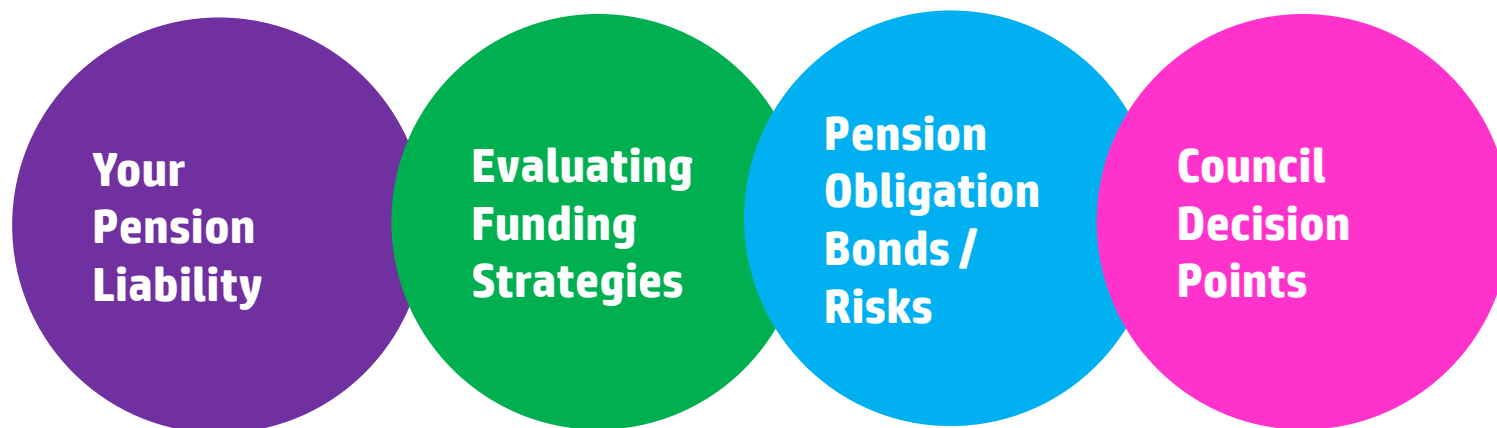 Your
Pension
Liability
Evaluating
Funding
Strategies
Pension
Obligation
Bonds /
Risks
Council
Decision
Points